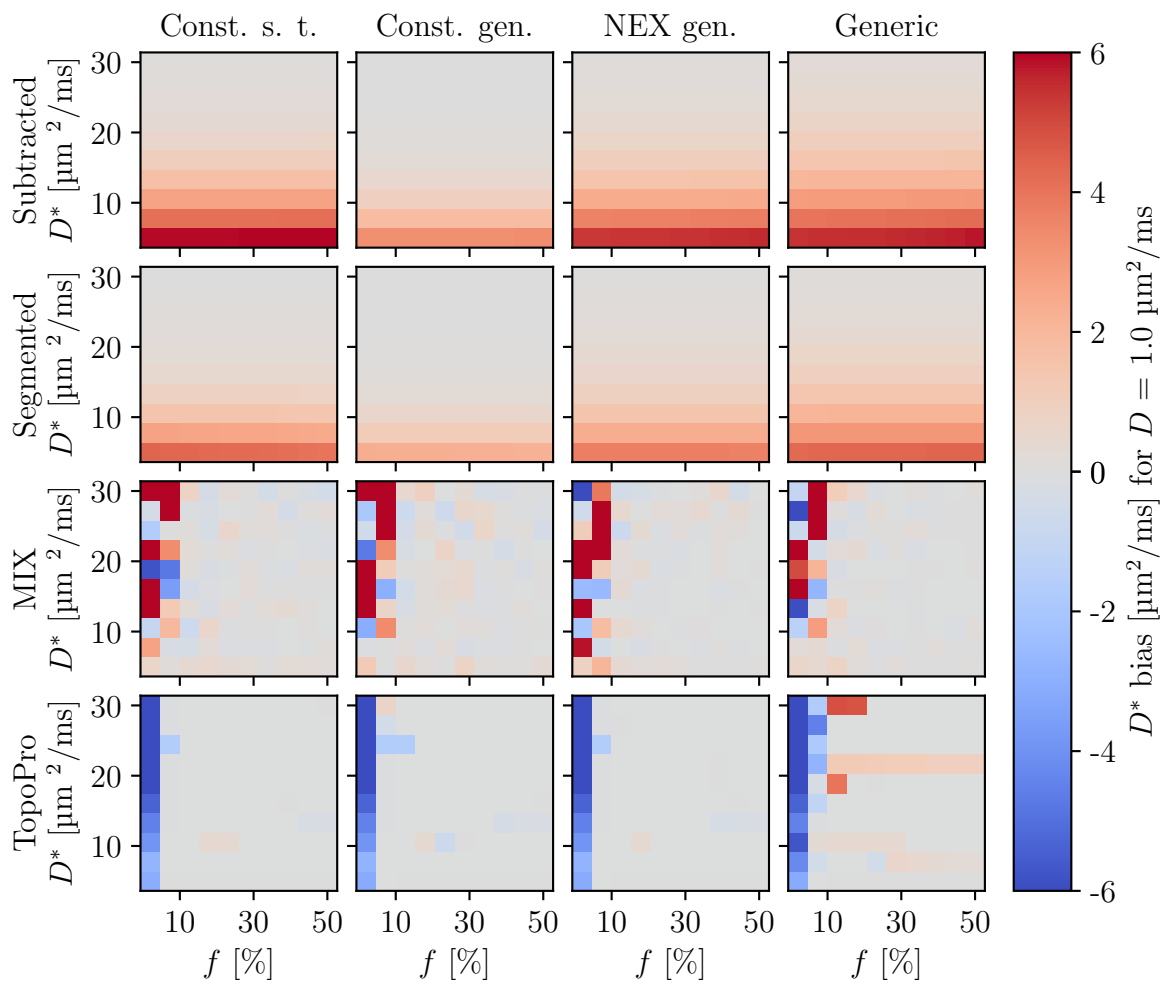 Const. s. t. Const. gen. NEX gen. Generic
Subtracted
D* [µm ²/ms]
30
20
10
Segmented
D* [µm ²/ms]
30
20
10
MIX
D* [µm ²/ms]
30
20
10
TopoPro
D* [µm ²/ms]
30
20
10
10 30 50 10 30 50 10 30 50 10 30 50
f [%] f [%] f [%] f [%]
6
4
2
0
-2
-4
-6
D* bias [µm²/ms] for D = 1.0 µm²/ms